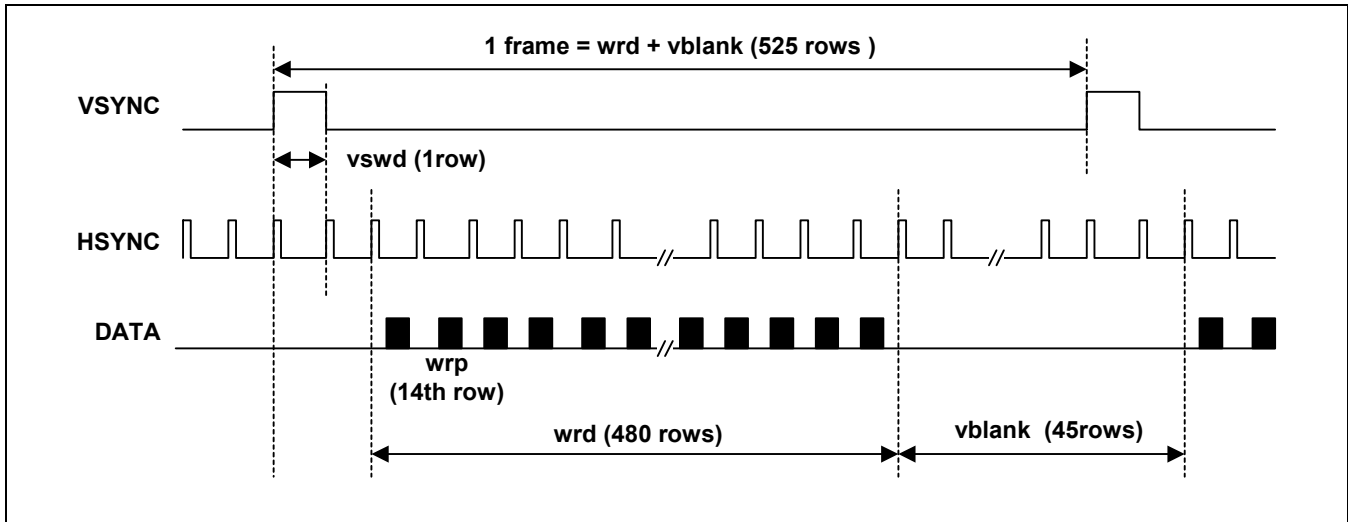 1 frame = wrd + vblank (525 rows )
VSYNC
vswd (1row)
HSYNC
DATA
wrp
(14th row)
wrd (480 rows)
vblank (45rows)